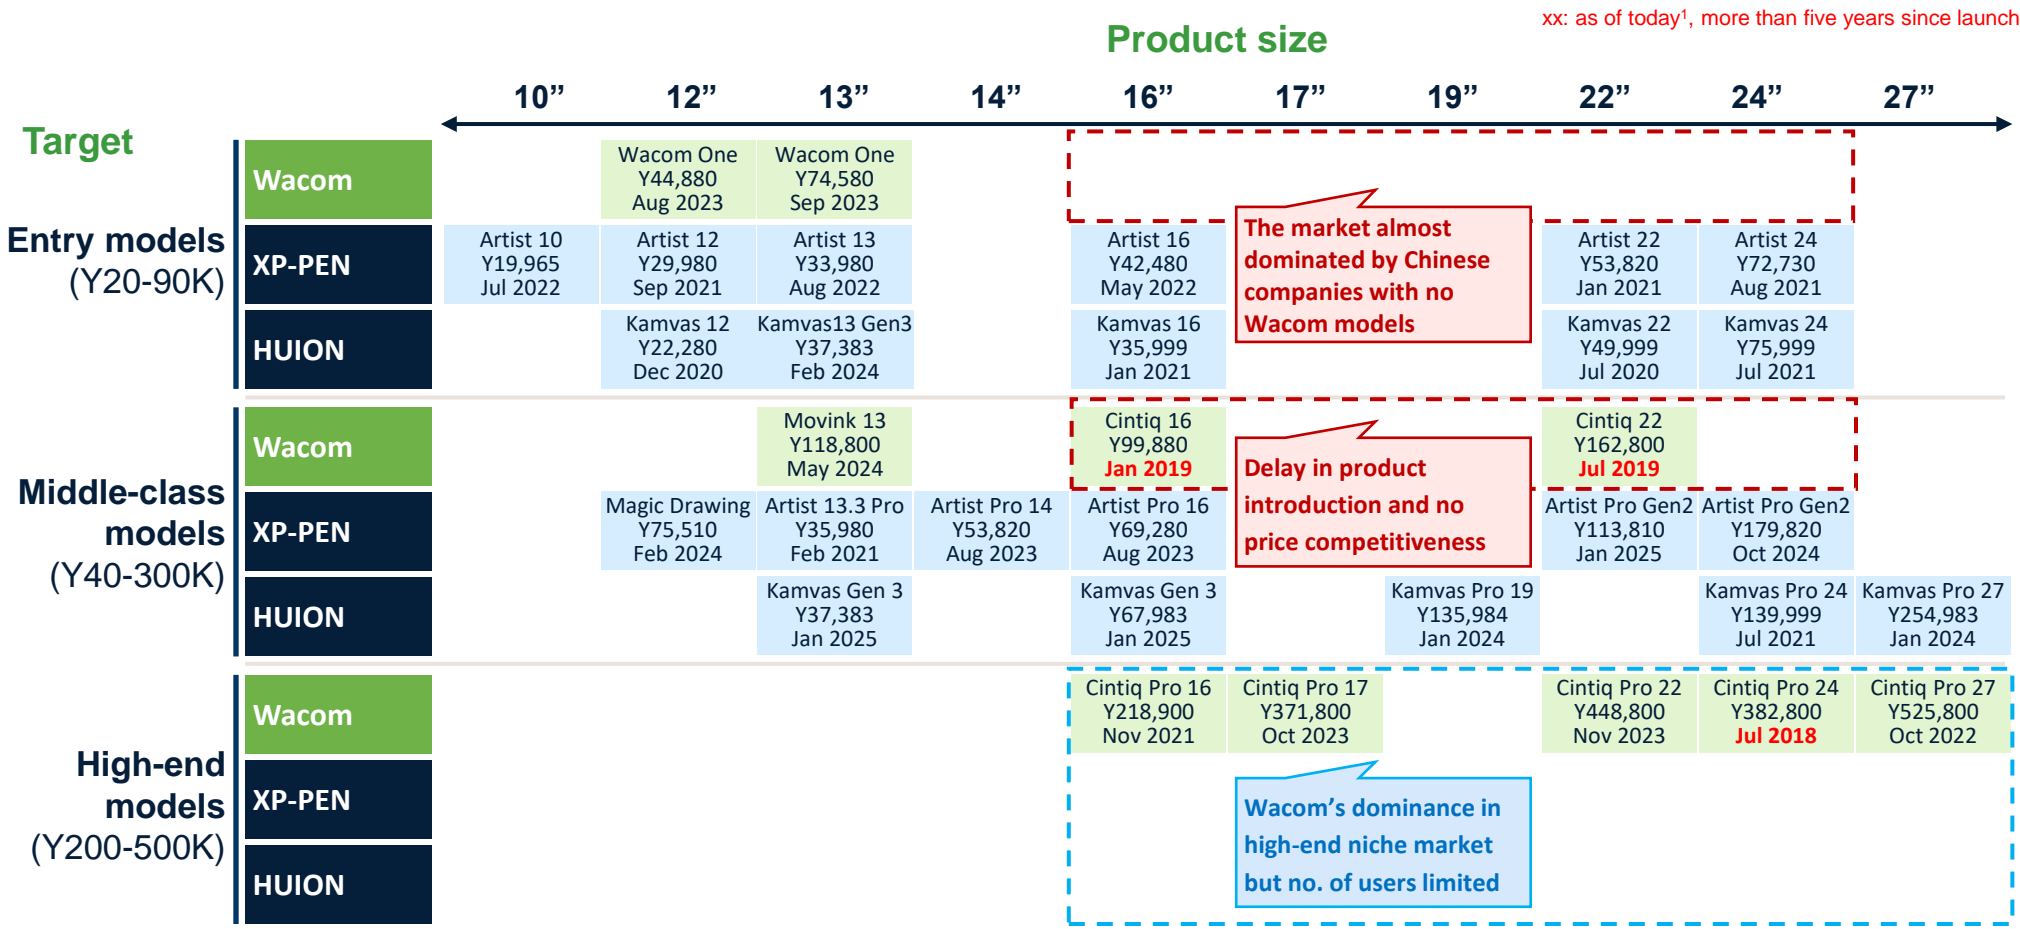 xx: as of today¹, more than five years since launch
Product size
10” 12” 13” 14” 16” 17” 19” 22” 24” 27”
Target
Entry models
(Y20-90K)
Wacom
Wacom One
Y44,880
Aug 2023
Wacom One
Y74,580
Sep 2023
XP-PEN
Artist 10
Y19,965
Jul 2022
Artist 12
Y29,980
Sep 2021
Artist 13
Y33,980
Aug 2022
Artist 16
Y42,480
May 2022
Artist 22
Y53,820
Jan 2021
Artist 24
Y72,730
Aug 2021
HUION
Kamvas 12
Y22,280
Dec 2020
Kamvas13 Gen3
Y37,383
Feb 2024
Kamvas 16
Y35,999
Jan 2021
Kamvas 22
Y49,999
Jul 2020
Kamvas 24
Y75,999
Jul 2021
The market almost
dominated by Chinese
companies with no
Wacom models
Middle-class
models
(Y40-300K)
Wacom
Movink 13
Y118,800
May 2024
Cintiq 16
Y99,880
Jan 2019
Cintiq 22
Y162,800
Jul 2019
XP-PEN
Magic Drawing
Y75,510
Feb 2024
Artist 13.3 Pro
Y35,980
Feb 2021
Artist Pro 14
Y53,820
Aug 2023
Artist Pro 16
Y69,280
Aug 2023
Artist Pro Gen2
Y113,810
Jan 2025
Artist Pro Gen2
Y179,820
Oct 2024
HUION
Kamvas Gen 3
Y37,383
Jan 2025
Kamvas Gen 3
Y67,983
Jan 2025
Kamvas Pro 19
Y135,984
Jan 2024
Kamvas Pro 24
Y139,999
Jul 2021
Kamvas Pro 27
Y254,983
Jan 2024
Delay in product
introduction and no
price competitiveness
High-end
models
(Y200-500K)
Wacom
Cintiq Pro 16
Y218,900
Nov 2021
Cintiq Pro 17
Y371,800
Oct 2023
Cintiq Pro 22
Y448,800
Nov 2023
Cintiq Pro 24
Y382,800
Jul 2018
Cintiq Pro 27
Y525,800
Oct 2022
XP-PEN
HUION
Wacom’s dominance in
high-end niche market
but no. of users limited